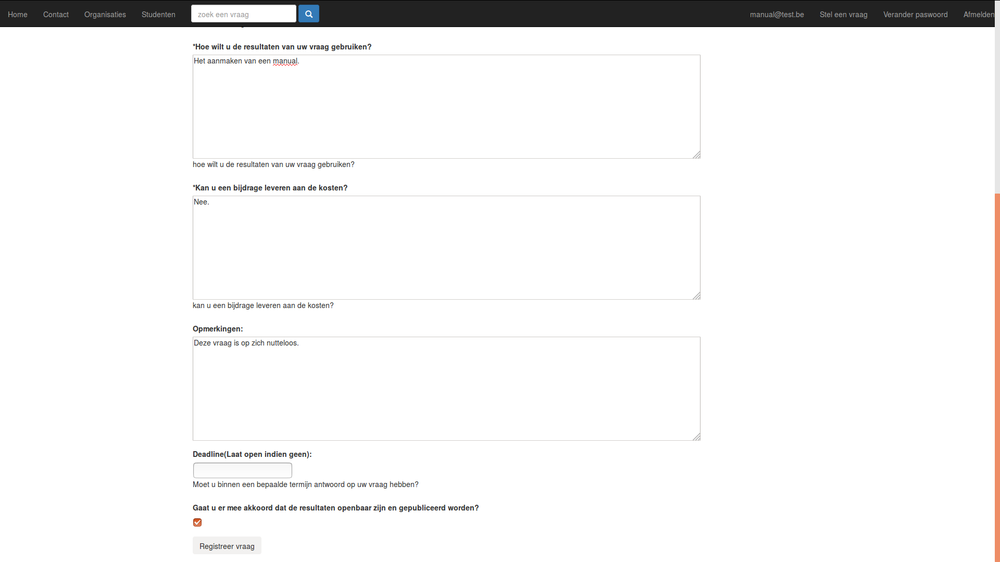 Home Contact Organisaties Studenten zoek een vraag manual@test.be Stel een vraag Verander paswoord Afmelden
*Hoe wilt u de resultaten van uw vraag gebruiken?
Het aanmaken van een manual.
hoe wilt u de resultaten van uw vraag gebruiken?
*Kan u een bijdrage leveren aan de kosten?
Nee.
kan u een bijdrage leveren aan de kosten?
Opmerkingen:
Deze vraag is op zich nutteloos.
Deadline(Laat open indien geen):
Moet u binnen een bepaalde termijn antwoord op uw vraag hebben?
Gaat u er mee akkoord dat de resultaten openbaar zijn en gepubliceerd worden?
Registreer vraag